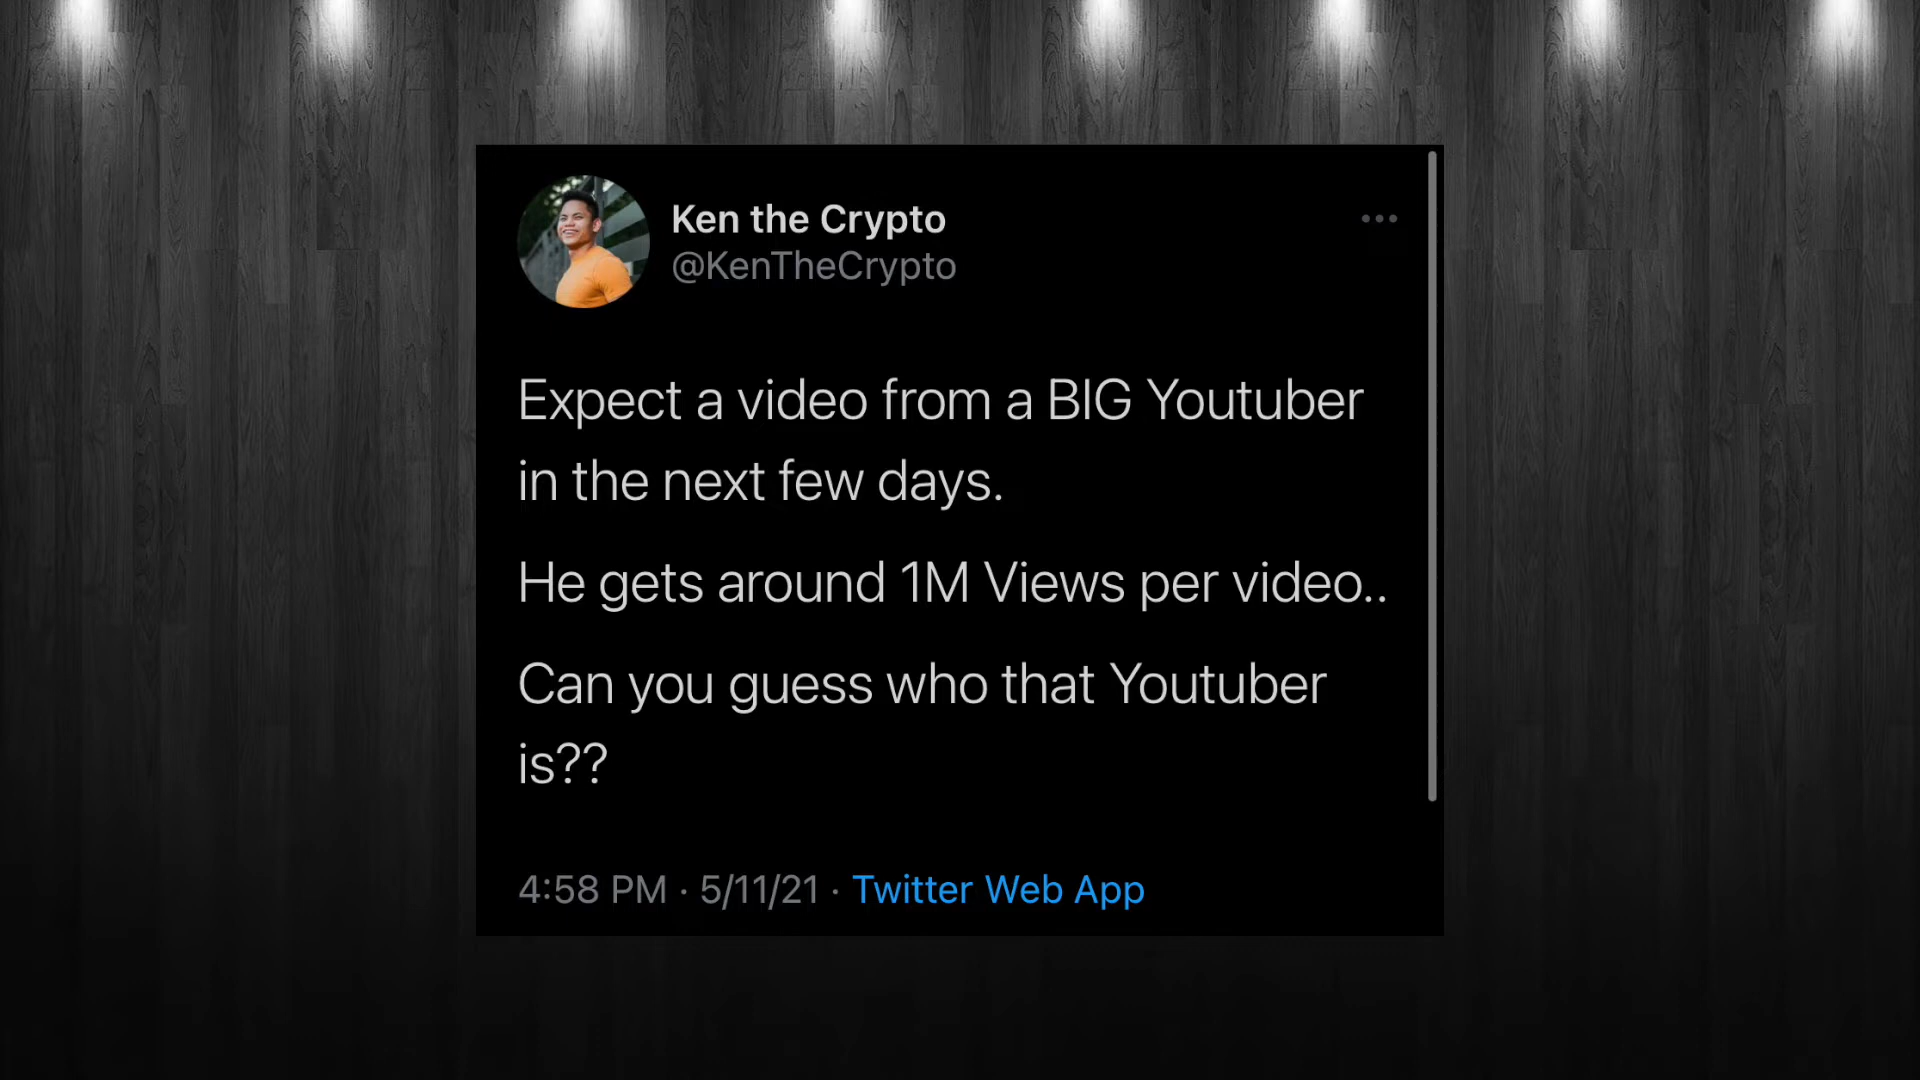 Ken the Crypto
@KenTheCrypto
Expect a video from a BIG Youtuber
in the next few days.
He gets around 1M Views per video..
Can you guess who that Youtuber
is??
4:58 PM · 5/11/21 · Twitter Web App